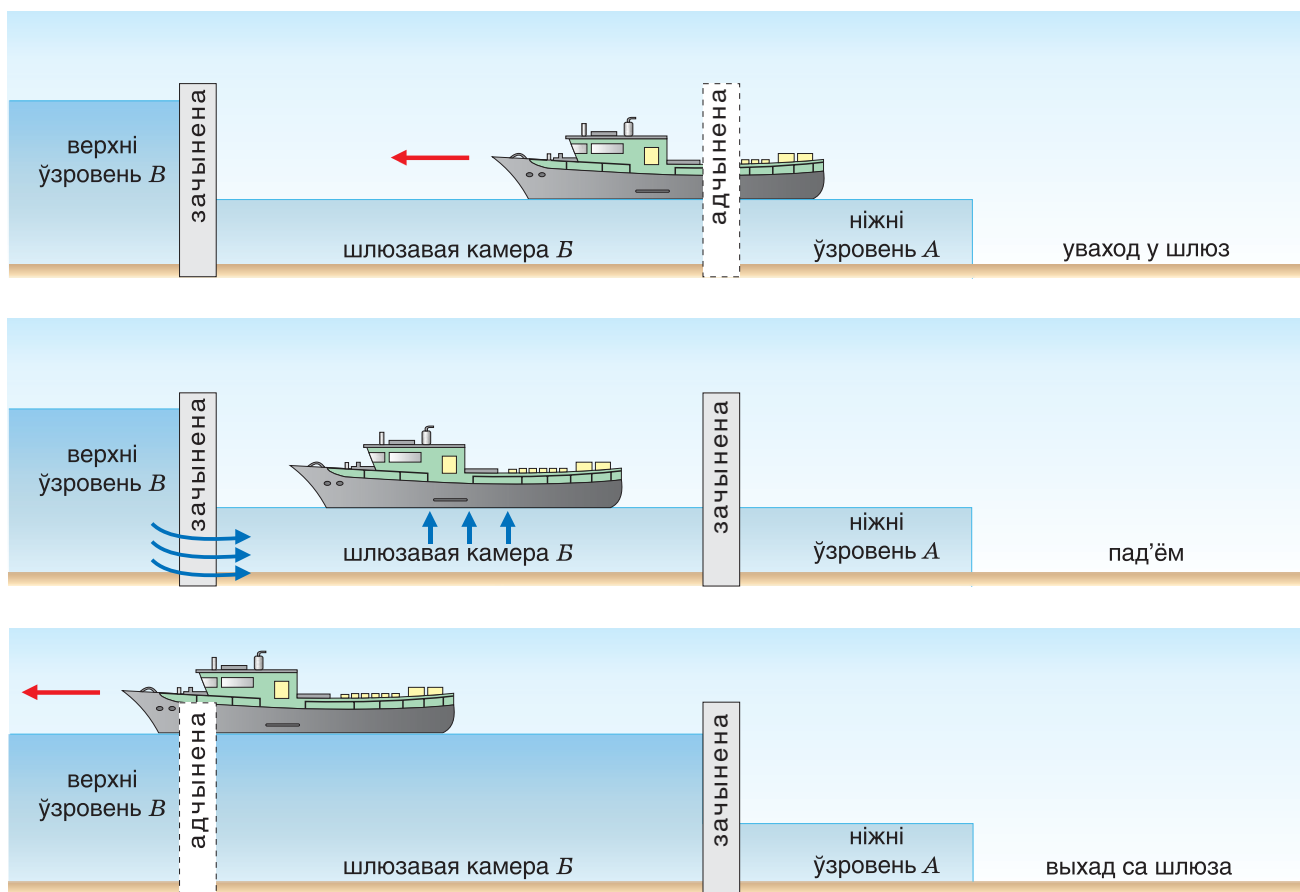 верхні
ўзровень В
зачынена
адчынена
шлюзавая камера Б
ніжні
ўзровень А
уваход у шлюз
верхні
ўзровень В
зачынена
шлюзавая камера Б
зачынена
ніжні
ўзровень А
пад’ём
верхні
ўзровень В
адчынена
шлюзавая камера Б
зачынена
ніжні
ўзровень А
выхад са шлюза